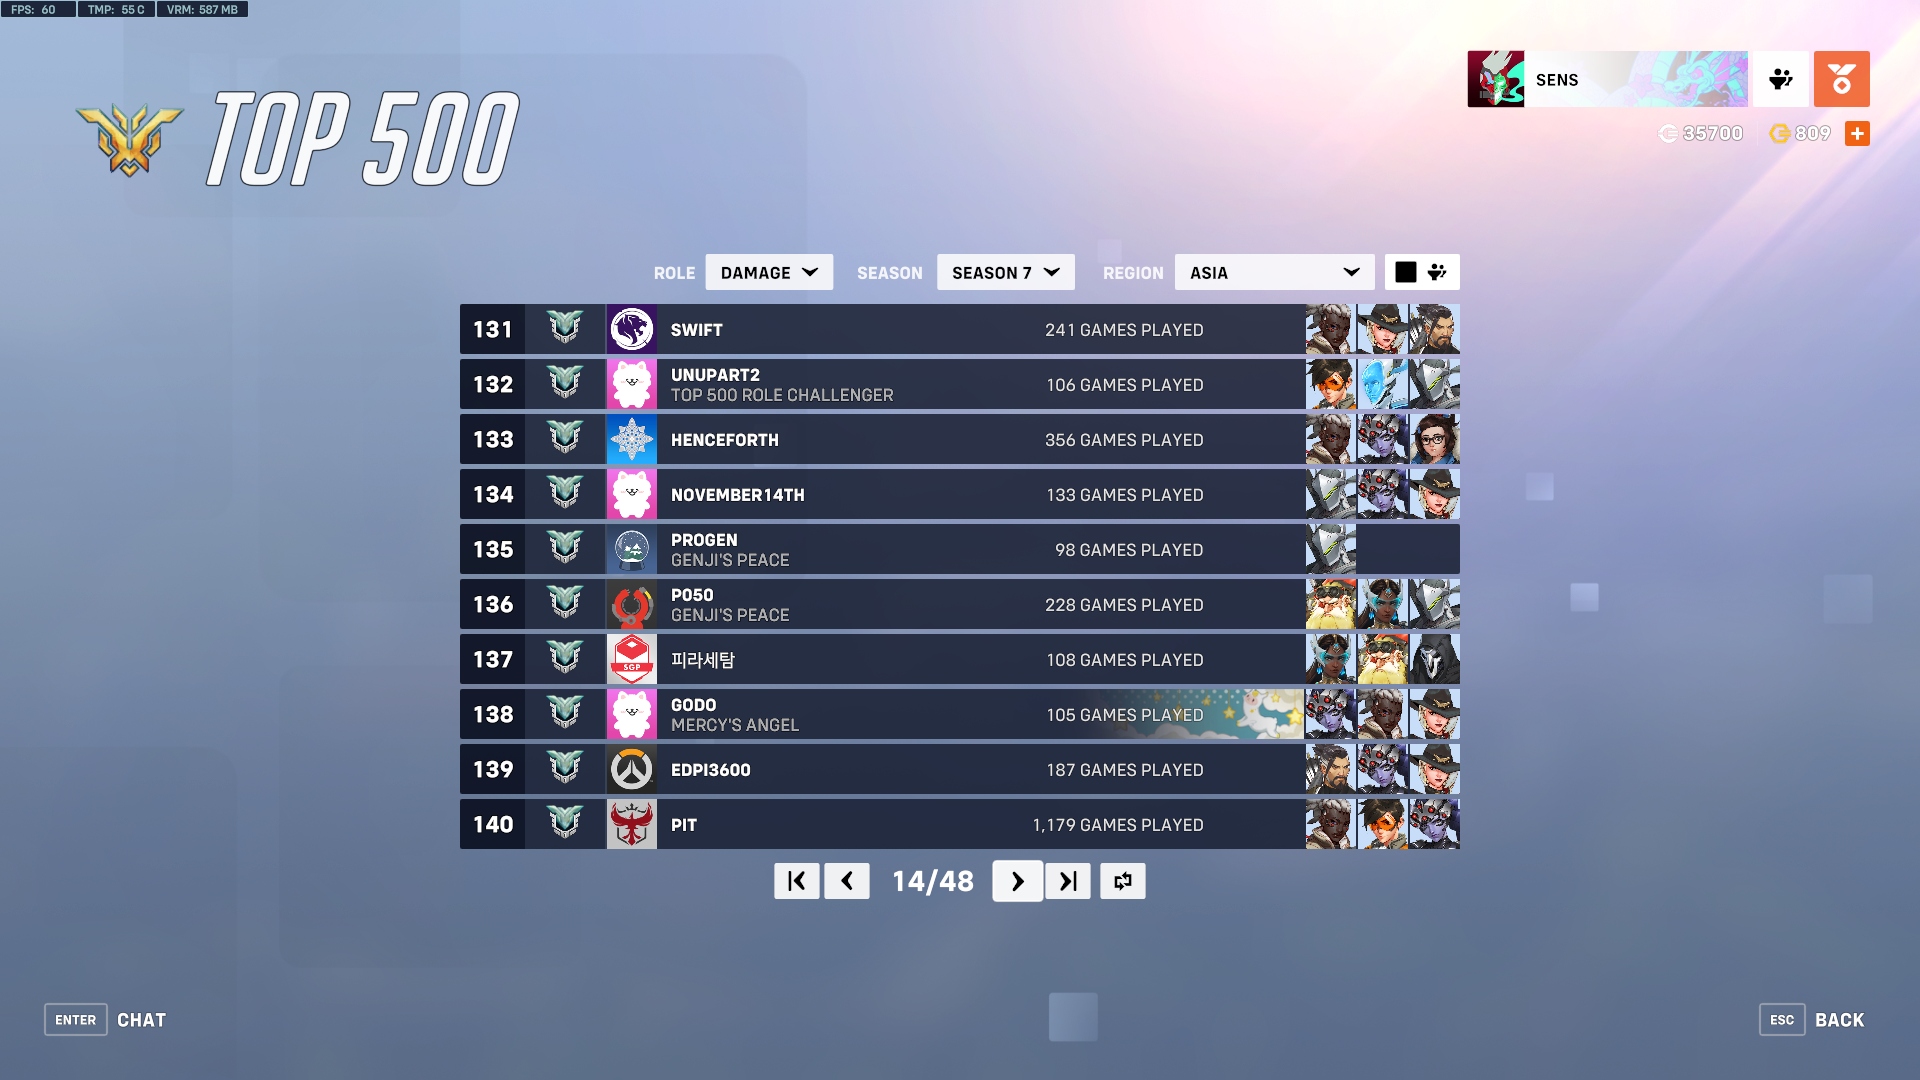 FPS: 60 TMP: 55 C VRM: 587 MB
TOP 500
SENS
35700 809
ROLE DAMAGE SEASON SEASON 7 REGION ASIA
131 SWIFT 241 GAMES PLAYED
132 UNUPART2 106 GAMES PLAYED
TOP 500 ROLE CHALLENGER
133 HENCEFORTH 356 GAMES PLAYED
134 NOVEMBER14TH 133 GAMES PLAYED
135 PROGEN 98 GAMES PLAYED
GENJI'S PEACE
136 PO50 228 GAMES PLAYED
GENJI'S PEACE
137 SGP 피라세탐 108 GAMES PLAYED
138 GODO 105 GAMES PLAYED
MERCY'S ANGEL
139 EDPI3600 187 GAMES PLAYED
140 PIT 1,179 GAMES PLAYED
14/48
ENTER CHAT
ESC BACK